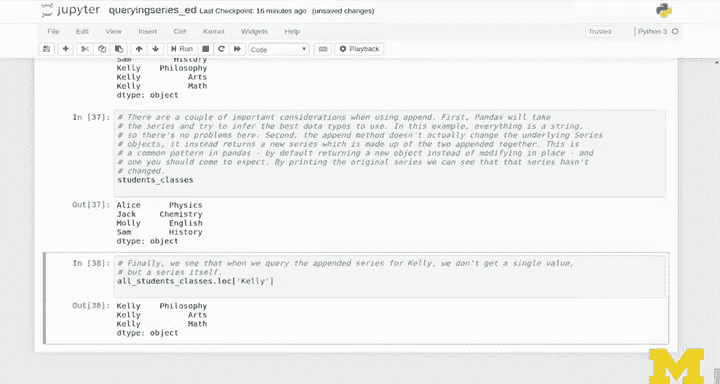 jupyter queryingseries_ed Last Checkpoint: 16 minutes ago (unsaved changes)
File Edit View Insert Cell Kernel Widgets Help Trusted Python 3
Run Code Playback
Sam History
Kelly Philosophy
Kelly Arts
Kelly Math
dtype: object
In [37]: # There are a couple of important considerations when using append. First, Pandas will take
# the series and try to infer the best data types to use. In this example, everything is a string,
# so there's no problems here. Second, the append method doesn't actually change the underlying Series
# objects, it instead returns a new series which is made up of the two appended together. This is
# a common pattern in pandas - by default returning a new object instead of modifying in place - and
# one you should come to expect. By printing the original series we can see that that series hasn't
# changed.
students_classes
Out[37]: Alice Physics
Jack Chemistry
Molly English
Sam History
dtype: object
In [38]: # Finally, we see that when we query the appended series for Kelly, we don't get a single value,
# but a series itself.
all_students_classes.loc['Kelly']
Out[38]: Kelly Philosophy
Kelly Arts
Kelly Math
dtype: object
M